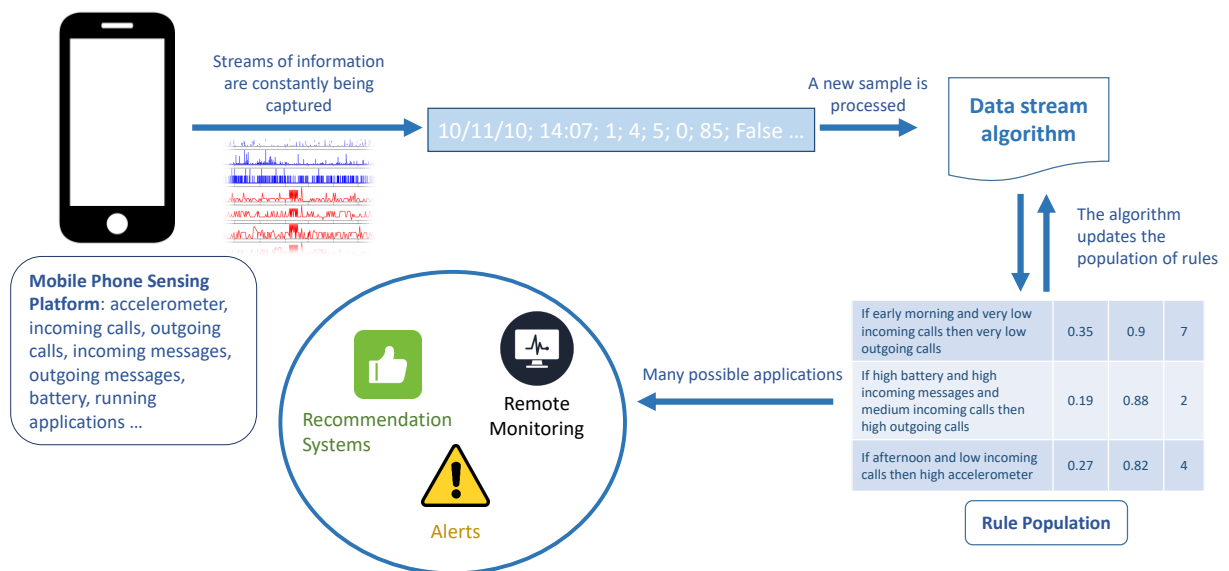 Streams of information
are constantly being
captured
10/11/10; 14:07; 1; 4; 5; 0; 85; False ...
A new sample is
processed
Data stream
algorithm
The algorithm
updates the
population of rules
Mobile Phone Sensing
Platform: accelerometer,
incoming calls, outgoing
calls, incoming messages,
outgoing messages,
battery, running
applications ...
Recommendation
Systems
Remote
Monitoring
Alerts
Many possible applications
If early morning and very low
incoming calls then very low
outgoing calls
0.35 0.9 7
If high battery and high
incoming messages and
medium incoming calls then
high outgoing calls
0.19 0.88 2
If afternoon and low incoming
calls then high accelerometer
0.27 0.82 4
Rule Population